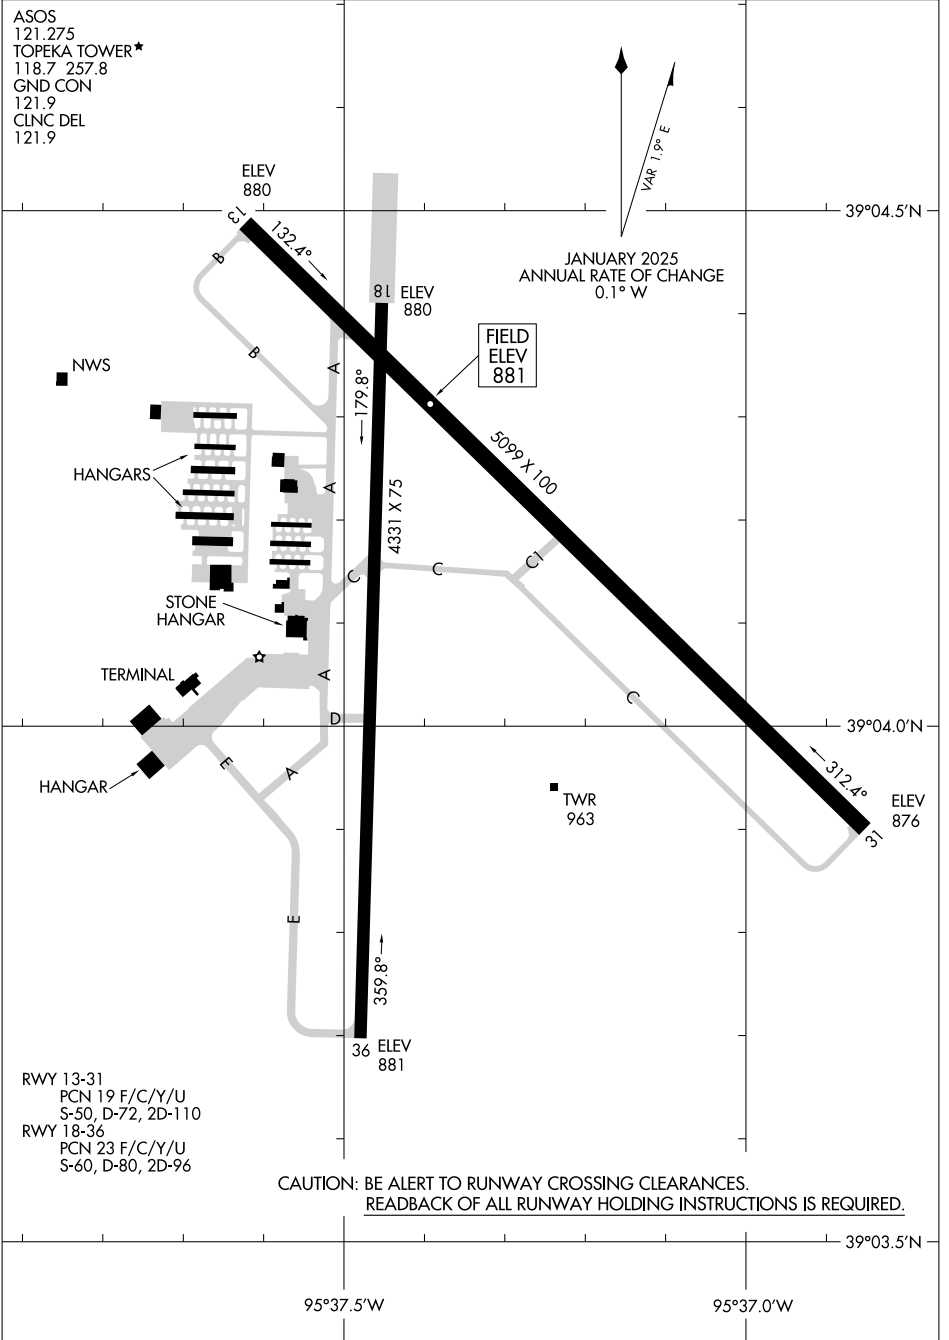 ASOS
121.275
TOPEKA TOWER★
118.7 257.8
GND CON
121.9
CLNC DEL
121.9
VAR 1.9° E
JANUARY 2025
ANNUAL RATE OF CHANGE
0.1° W
ELEV
880
13
132.4°
39°04.5'N
B
B
18
ELEV
880
FIELD
ELEV
881
NWS
A
179.8°
HANGARS
A
5099 X 100
4331 X 75
C
C
C1
STONE
HANGAR
TERMINAL
A
C
D
39°04.0'N
HANGAR
E
A
312.4°
TWR
963
ELEV
876
31
E
359.8°
36
ELEV
881
RWY 13-31
PCN 19 F/C/Y/U
S-50, D-72, 2D-110
RWY 18-36
PCN 23 F/C/Y/U
S-60, D-80, 2D-96
CAUTION: BE ALERT TO RUNWAY CROSSING CLEARANCES.
READBACK OF ALL RUNWAY HOLDING INSTRUCTIONS IS REQUIRED.
39°03.5'N
95°37.5'W
95°37.0'W